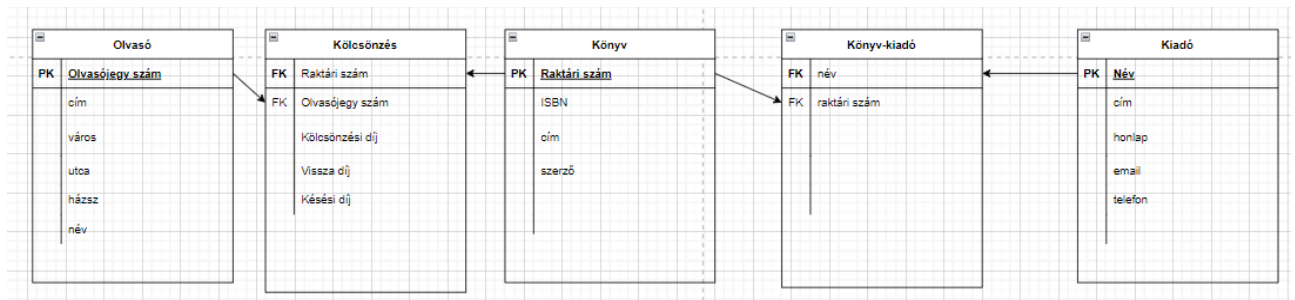 Olvasó
PK Olvasójegy szám
cím
város
utca
házsz
név
Kölcsönzés
FK Raktári szám
FK Olvasójegy szám
Kölcsönzési díj
Vissza díj
Késési díj
Könyv
PK Raktári szám
ISBN
cím
szerző
Könyv-kiadó
FK név
FK raktári szám
Kiadó
PK Név
cím
honlap
email
telefon